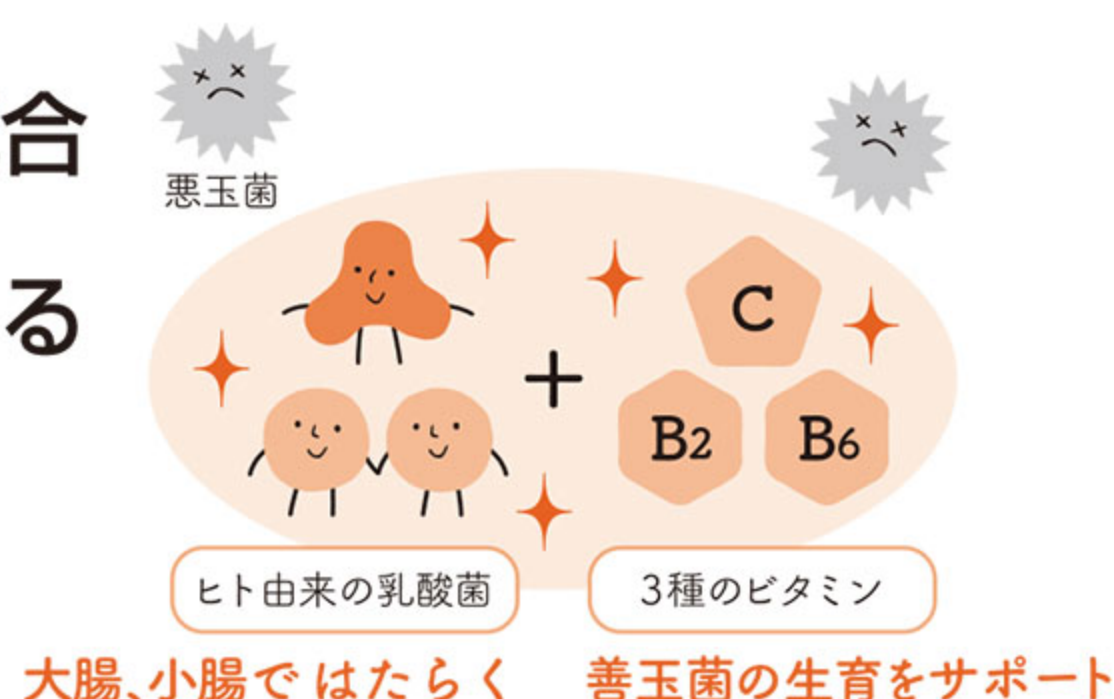 合
る
悪玉菌
C
B2 B6
+
ヒト由来の乳酸菌
3種のビタミン
大腸、小腸で はたらく
善玉菌の生育をサポート